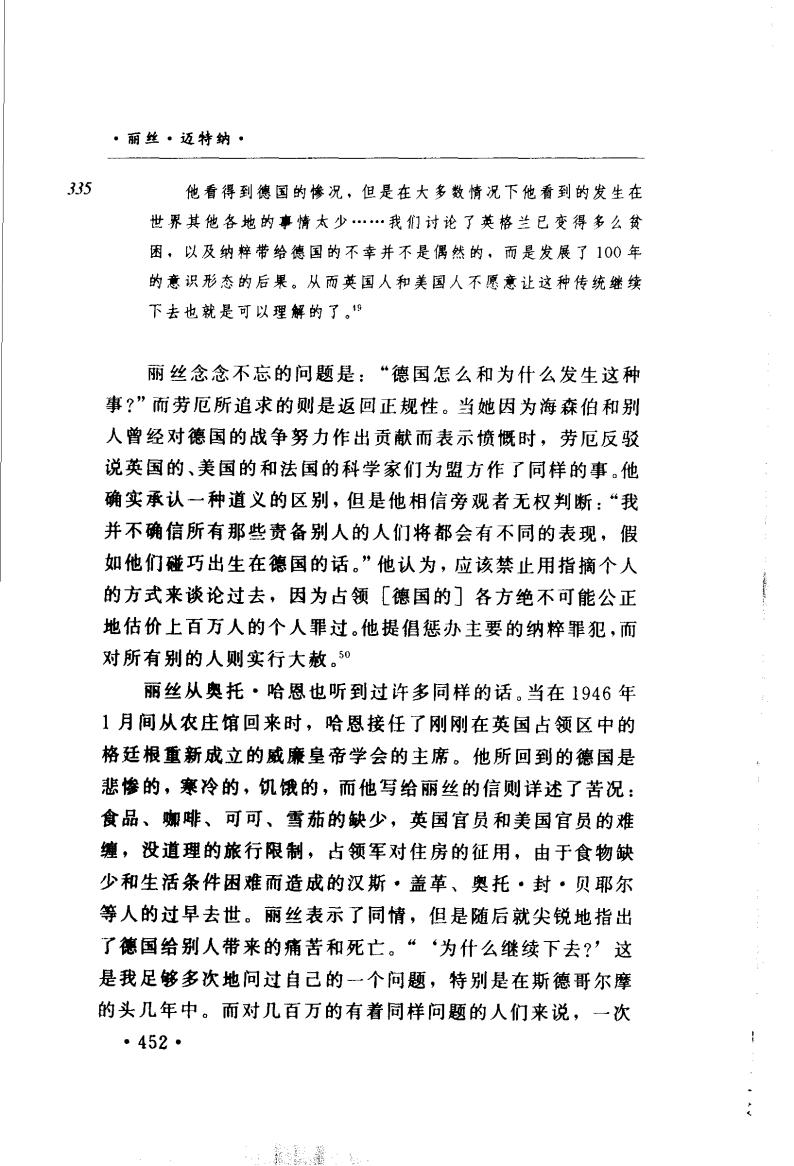 ·丽丝·迈特纳·
335
他看得到德国的惨况，但是在大多数情况下他看到的发生在
世界其他各地的事情太少……我们讨论了英格兰已变得多么贫
困，以及纳粹带给德国的不幸并不是偶然的，而是发展了 100 年
的意识形态的后果。从而英国人和美国人不愿意让这种传统继续
下去也就是可以理解的了。49
丽丝念念不忘的问题是：“德国怎么和为什么发生这种
事？”而劳厄所追求的则是返回正规性。当她因为海森伯和别
人曾经对德国的战争努力作出贡献而表示愤慨时，劳厄反驳
说英国的、美国的和法国的科学家们为盟方作了同样的事。他
确实承认一种道义的区别，但是他相信旁观者无权判断：“我
并不确信所有那些责备别人的人们将都会有不同的表现，假
如他们碰巧出生在德国的话。”他认为，应该禁止用指摘个人
的方式来谈论过去，因为占领［德国的］各方绝不可能公正
地估价上百万人的个人罪过。他提倡惩办主要的纳粹罪犯，而
对所有别的人则实行大赦。50
丽丝从奥托·哈恩也听到过许多同样的话。当在 1946 年
1 月间从农庄馆回来时，哈恩接任了刚刚在英国占领区中的
格廷根重新成立的威廉皇帝学会的主席。他所回到的德国是
悲惨的，寒冷的，饥饿的，而他写给丽丝的信则详述了苦况：
食品、咖啡、可可、雪茄的缺少，英国官员和美国官员的难
缠，没道理的旅行限制，占领军对住房的征用，由于食物缺
少和生活条件困难而造成的汉斯·盖革、奥托·封·贝耶尔
等人的过早去世。丽丝表示了同情，但是随后就尖锐地指出
了德国给别人带来的痛苦和死亡。“‘为什么继续下去？’这
是我足够多次地问过自己的一个问题，特别是在斯德哥尔摩
的头几年中。而对几百万的有着同样问题的人们来说，一次
·452·